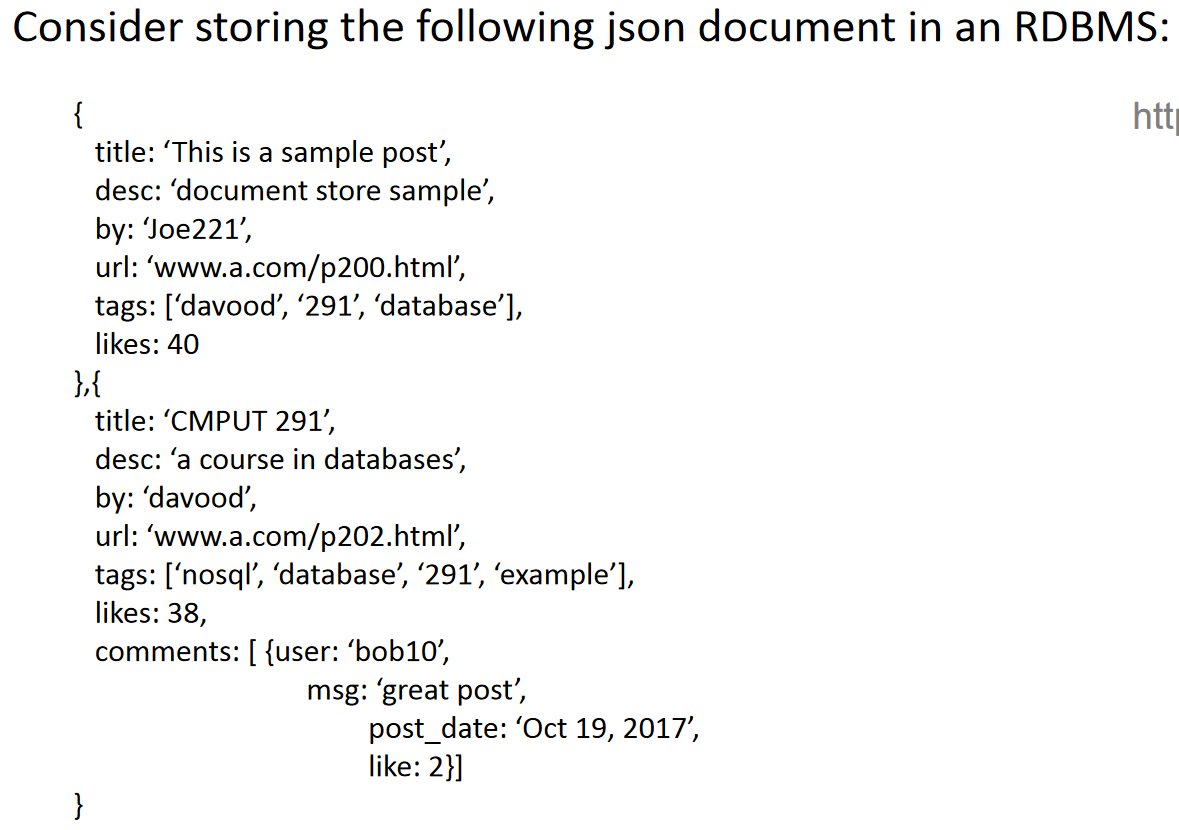 Consider storing the following json document in an RDBMS:
{
htt
title: ‘This is a sample post’,
desc: ‘document store sample’,
by: ‘Joe221’,
url: ‘www.a.com/p200.html’,
tags: [‘davood’, ‘291’, ‘database’],
likes: 40
},{
title: ‘CMPUT 291’,
desc: ‘a course in databases’,
by: ‘davood’,
url: ‘www.a.com/p202.html’,
tags: [‘nosql’, ‘database’, ‘291’, ‘example’],
likes: 38,
comments: [ {user: ‘bob10’,
msg: ‘great post’,
post_date: ‘Oct 19, 2017’,
like: 2}]
}